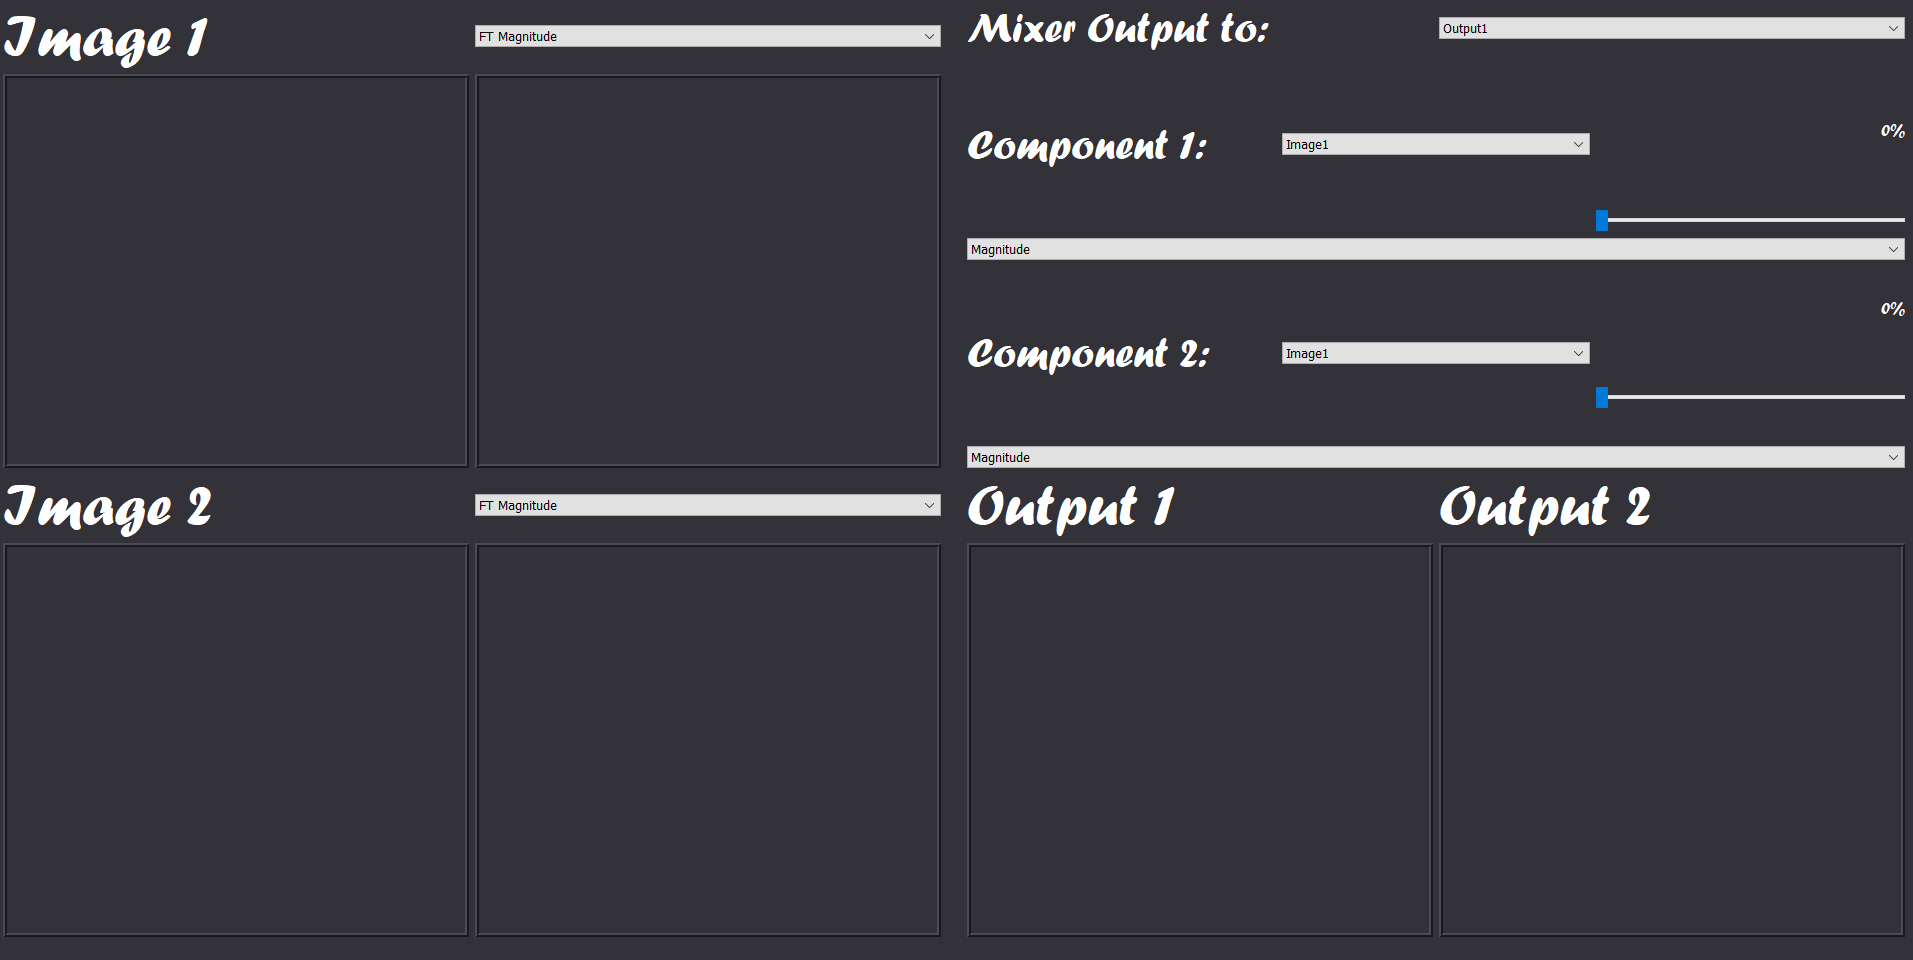 Image 1
FT Magnitude
Mixer Output to:
Output1
Component 1:
Image1
0%
Magnitude
0%
Component 2:
Image1
Magnitude
Image 2
FT Magnitude
Output 1
Output 2